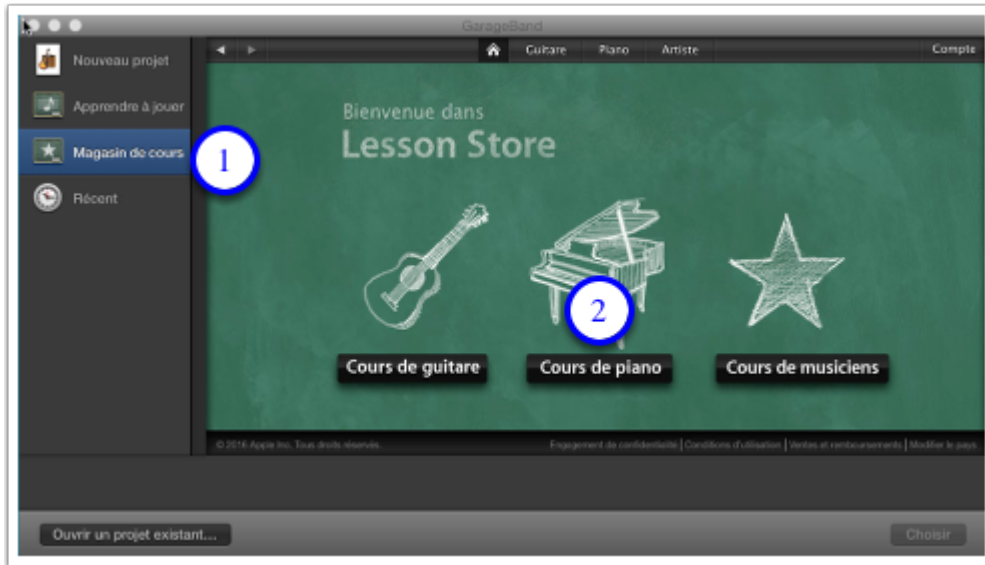 GarageBand
Nouveau projet
Apprendre à jouer
Magasin de cours
Récent
1
Guitare Piano Artiste Compte
Bienvenue dans
Lesson Store
2
Cours de guitare Cours de piano Cours de musiciens
© 2016 Apple Inc. Tous droits réservés. Engagement de confidentialité | Conditions d'utilisation | Ventes et remboursements | Modifier le pays
Ouvrir un projet existant... Choisir